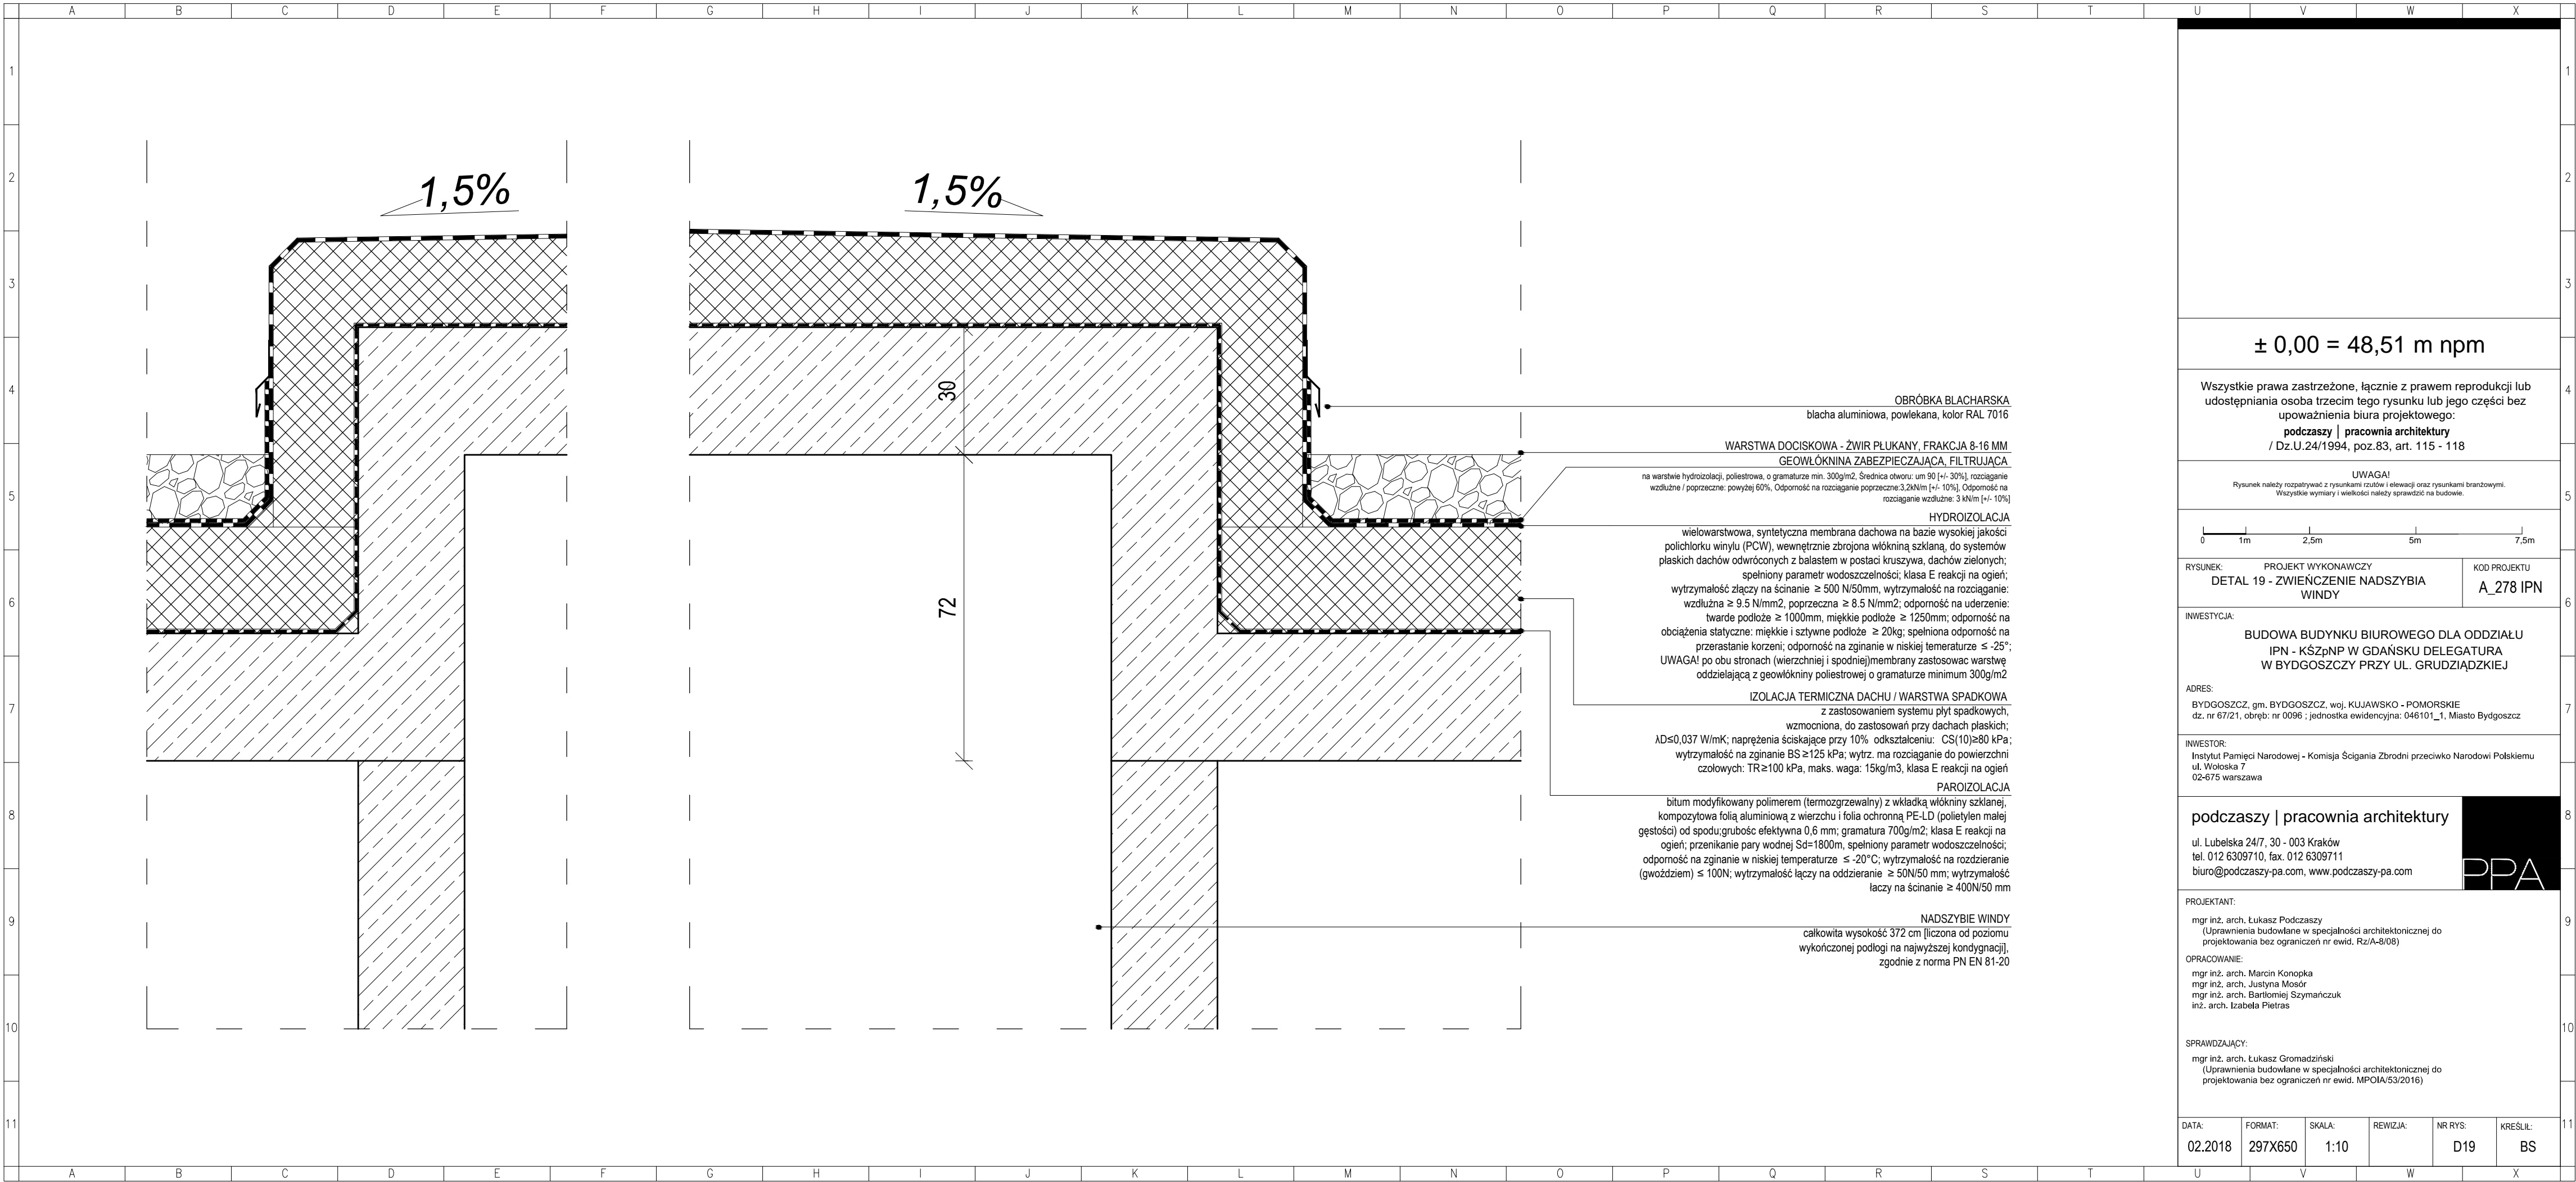 A B C D E F G H I J K L M N O P Q R S T U V W X
1 1
2 2
3 3
4 4
5 5
6 6
7 7
8 8
9 9
10 10
11 11
1,5%
1,5%
30
72
OBRÓBKA BLACHARSKA
blacha aluminiowa, powlekana, kolor RAL 7016
WARSTWA DOCISKOWA - ŻWIR PŁUKANY, FRAKCJA 8-16 MM
GEOWŁÓKNINA ZABEZPIECZAJĄCA, FILTRUJĄCA
na warstwie hydroizolacji, poliestrowa, o gramaturze min. 300g/m2, Średnica otworu: um 90 [+/- 30%], rozciąganie
wzdłużne / poprzeczne: powyżej 60%, Odporność na rozciąganie poprzeczne:3,2kN/m [+/- 10%], Odporność na
rozciąganie wzdłużne: 3 kN/m [+/- 10%]
HYDROIZOLACJA
wielowarstwowa, syntetyczna membrana dachowa na bazie wysokiej jakości
polichlorku winylu (PCW), wewnętrznie zbrojona włókniną szklaną, do systemów
płaskich dachów odwróconych z balastem w postaci kruszywa, dachów zielonych;
spełniony parametr wodoszczelności; klasa E reakcji na ogień;
wytrzymałość złączy na ścinanie ≥ 500 N/50mm, wytrzymałość na rozciąganie:
wzdłużna ≥ 9.5 N/mm2, poprzeczna ≥ 8.5 N/mm2; odporność na uderzenie:
twarde podłoże ≥ 1000mm, miękkie podłoże ≥ 1250mm; odporność na
obciążenia statyczne: miękkie i sztywne podłoże ≥ 20kg; spełniona odporność na
przerastanie korzeni; odporność na zginanie w niskiej temeraturze ≤ -25°;
UWAGA! po obu stronach (wierzchniej i spodniej)membrany zastosowac warstwę
oddzielającą z geowłókniny poliestrowej o gramaturze minimum 300g/m2
IZOLACJA TERMICZNA DACHU / WARSTWA SPADKOWA
z zastosowaniem systemu płyt spadkowych,
wzmocniona, do zastosowań przy dachach płaskich;
λD≤0,037 W/mK; naprężenia ściskające przy 10% odkształceniu: CS(10)≥80 kPa;
wytrzymałość na zginanie BS ≥125 kPa; wytrz. ma rozciąganie do powierzchni
czołowych: TR≥100 kPa, maks. waga: 15kg/m3, klasa E reakcji na ogień
PAROIZOLACJA
bitum modyfikowany polimerem (termozgrzewalny) z wkładką włókniny szklanej,
kompozytowa folią aluminiową z wierzchu i folia ochronną PE-LD (polietylen małej
gęstości) od spodu;grubośc efektywna 0,6 mm; gramatura 700g/m2; klasa E reakcji na
ogień; przenikanie pary wodnej Sd=1800m, spełniony parametr wodoszczelności;
odporność na zginanie w niskiej temperaturze ≤ -20°C; wytrzymałość na rozdzieranie
(gwoździem) ≤ 100N; wytrzymałość łączy na oddzieranie ≥ 50N/50 mm; wytrzymałość
łaczy na ścinanie ≥ 400N/50 mm
NADSZYBIE WINDY
całkowita wysokość 372 cm [liczona od poziomu
wykończonej podłogi na najwyższej kondygnacji],
zgodnie z norma PN EN 81-20
± 0,00 = 48,51 m npm
Wszystkie prawa zastrzeżone, łącznie z prawem reprodukcji lub
udostępniania osoba trzecim tego rysunku lub jego części bez
upoważnienia biura projektowego:
podczaszy | pracownia architektury
/ Dz.U.24/1994, poz.83, art. 115 - 118
UWAGA!
Rysunek należy rozpatrywać z rysunkami rzutów i elewacji oraz rysunkami branżowymi.
Wszystkie wymiary i wielkości należy sprawdzić na budowie.
0 1m 2,5m 5m 7,5m
RYSUNEK: PROJEKT WYKONAWCZY KOD PROJEKTU
DETAL 19 - ZWIEŃCZENIE NADSZYBIA
WINDY
A_278 IPN
INWESTYCJA:
BUDOWA BUDYNKU BIUROWEGO DLA ODDZIAŁU
IPN - KŚZpNP W GDAŃSKU DELEGATURA
W BYDGOSZCZY PRZY UL. GRUDZIĄDZKIEJ
ADRES:
BYDGOSZCZ, gm. BYDGOSZCZ, woj. KUJAWSKO - POMORSKIE
dz. nr 67/21, obręb: nr 0096 ; jednostka ewidencyjna: 046101_1, Miasto Bydgoszcz
INWESTOR:
Instytut Pamięci Narodowej - Komisja Ścigania Zbrodni przeciwko Narodowi Polskiemu
ul. Wołoska 7
02-675 warszawa
podczaszy | pracownia architektury
ul. Lubelska 24/7, 30 - 003 Kraków
tel. 012 6309710, fax. 012 6309711
biuro@podczaszy-pa.com, www.podczaszy-pa.com
PPA
PROJEKTANT:
mgr inż. arch. Łukasz Podczaszy
(Uprawnienia budowlane w specjalności architektonicznej do
projektowania bez ograniczeń nr ewid. Rz/A-8/08)
OPRACOWANIE:
mgr inż. arch. Marcin Konopka
mgr inż. arch. Justyna Mosór
mgr inż. arch. Bartłomiej Szymańczuk
inż. arch. Izabela Pietras
SPRAWDZAJĄCY:
mgr inż. arch. Łukasz Gromadziński
(Uprawnienia budowlane w specjalności architektonicznej do
projektowania bez ograniczeń nr ewid. MPOIA/53/2016)
DATA: FORMAT: SKALA: REWIZJA: NR RYS: KREŚLIŁ:
02.2018 297X650 1:10 D19 BS
A B C D E F G H I J K L M N O P Q R S T U V W X